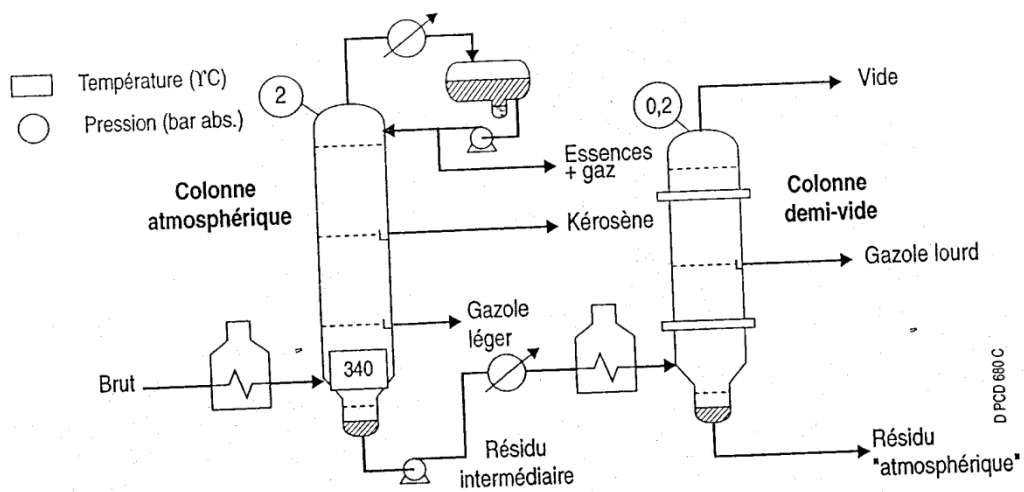 Température (ϒC)
Pression (bar abs.)
2
Colonne
atmosphérique
Essences
+ gaz
Kérosène
Gazole
léger
340
Brut
Résidu
intermédiaire
0,2
Vide
Colonne
demi-vide
Gazole lourd
Résidu
"atmosphérique"
D PCD 680 C